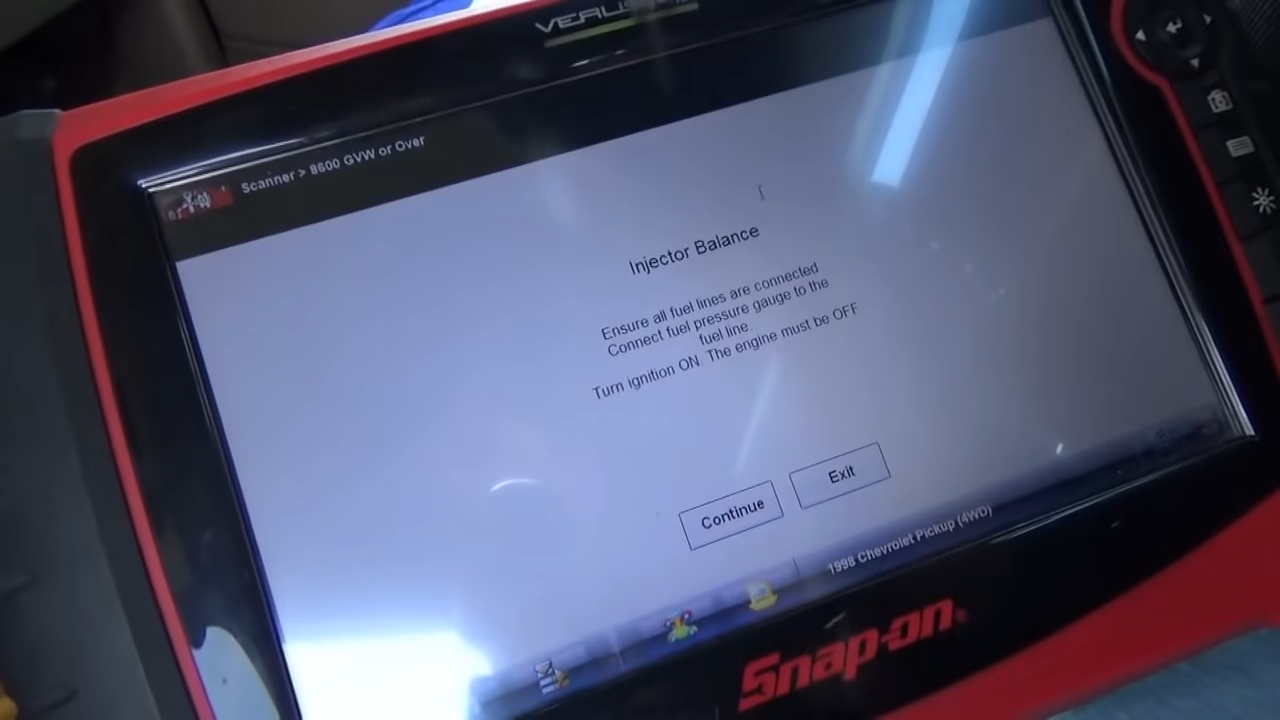 Scanner > 8600 GVW or Over
Injector Balance
Ensure all fuel lines are connected
Connect fuel pressure gauge to the
fuel line.
Turn ignition ON. The engine must be OFF
Continue
Exit
1998 Chevrolet Pickup (4WD)
Snap-on